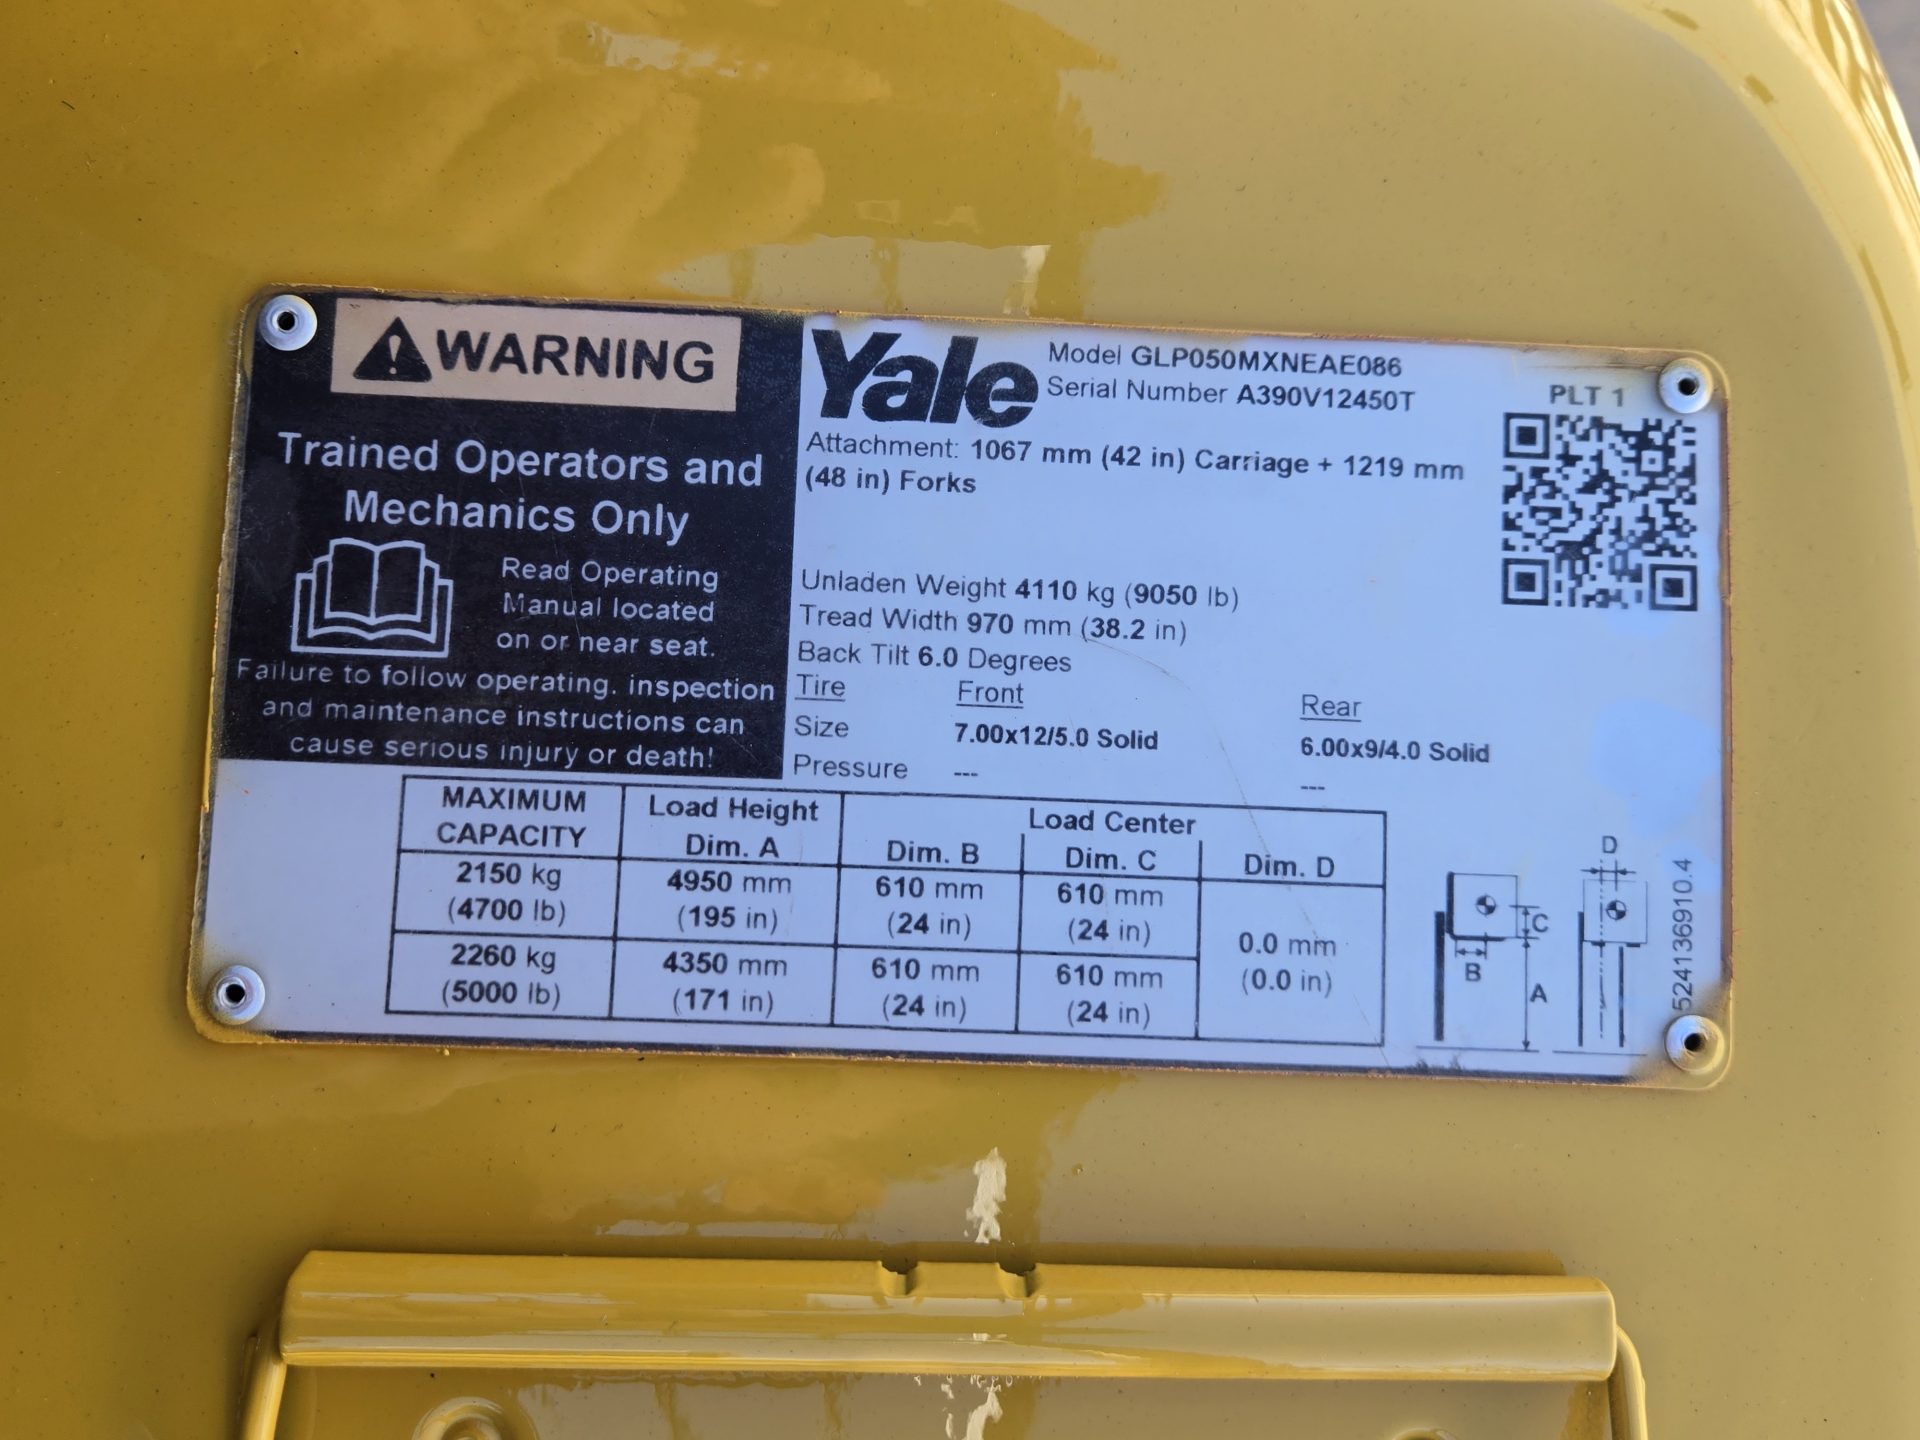 WARNING
Trained Operators and
Mechanics Only
Read Operating
Manual located
on or near seat.
Failure to follow operating, inspection
and maintenance instructions can
cause serious injury or death!
Yale
Model GLP050MXNEAE086
Serial Number A390V12450T
PLT 1
Attachment: 1067 mm (42 in) Carriage + 1219 mm
(48 in) Forks
Unladen Weight 4110 kg (9050 lb)
Tread Width 970 mm (38.2 in)
Back Tilt 6.0 Degrees
Tire Front Rear
Size 7.00x12/5.0 Solid 6.00x9/4.0 Solid
Pressure --- ---
MAXIMUM CAPACITY Load Height Dim. A Load Center
Dim. B Dim. C Dim. D
2150 kg 4950 mm 610 mm 610 mm
(4700 lb) (195 in) (24 in) (24 in)
0.0 mm
(0.0 in)
2260 kg 4350 mm 610 mm 610 mm
(5000 lb) (171 in) (24 in) (24 in)
D
C
B
A
524136910.4